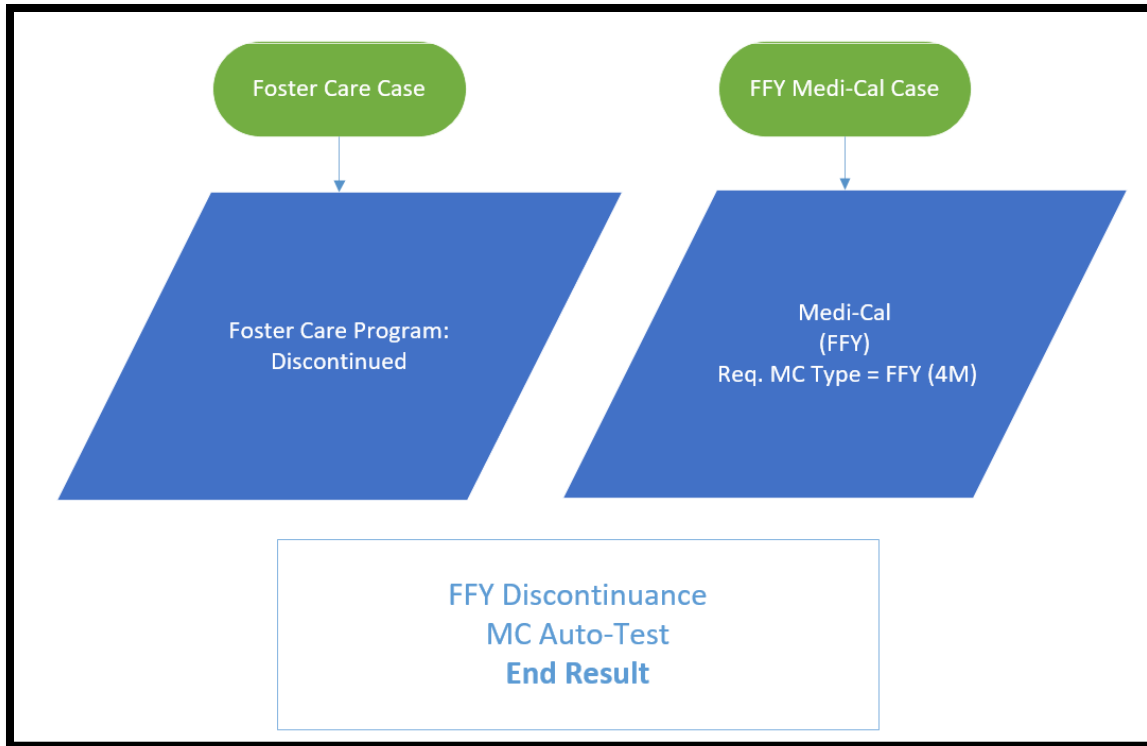 Foster Care Case
FFY Medi-Cal Case
Foster Care Program:
Discontinued
Medi-Cal
(FFY)
Req. MC Type = FFY (4M)
FFY Discontinuance
MC Auto-Test
End Result